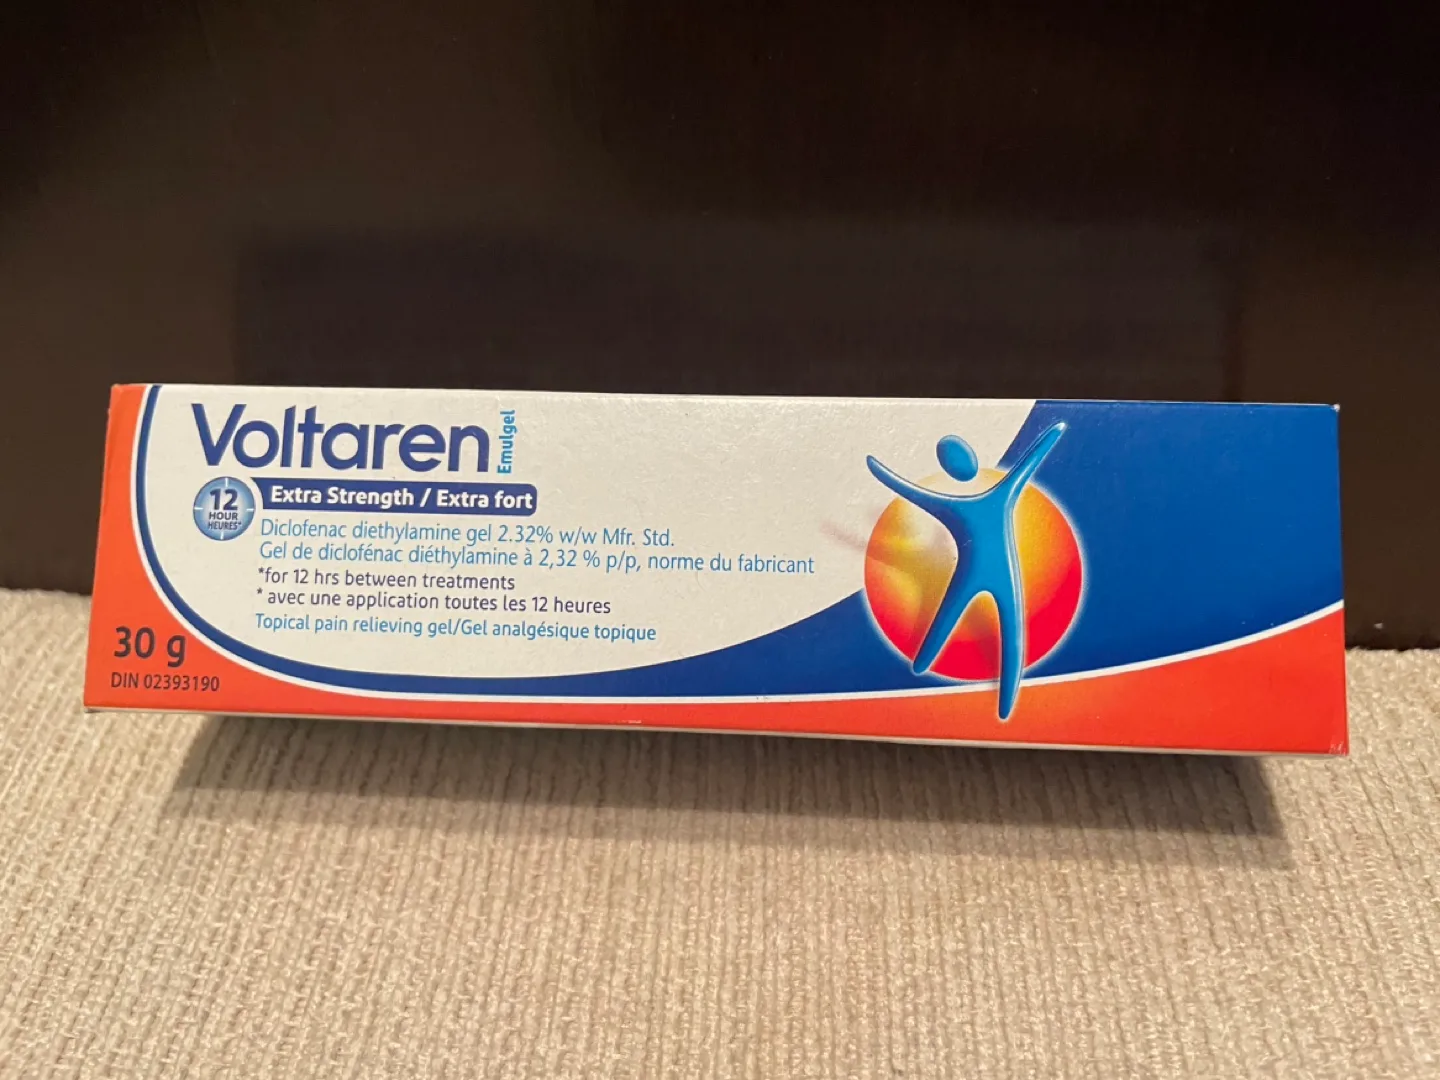 Voltaren Emulgel
12
HOUR
HEURES*
Extra Strength / Extra fort
Diclofenac diethylamine gel 2.32% w/w Mfr. Std.
Gel de diclofénac diéthylamine à 2,32 % p/p, norme du fabricant
*for 12 hrs between treatments
* avec une application toutes les 12 heures
Topical pain relieving gel/Gel analgésique topique
30 g
DIN 02393190